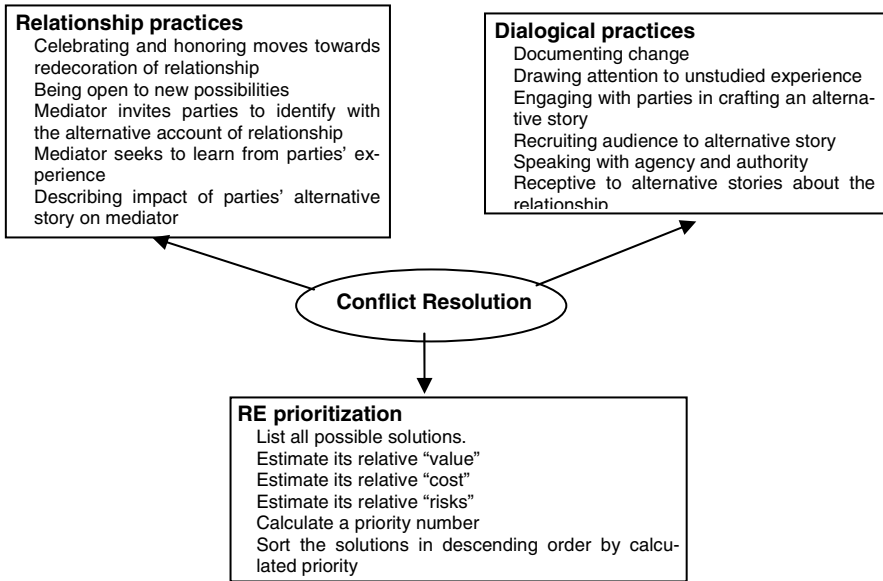 Relationship practices
Celebrating and honoring moves towards
redecoration of relationship
Being open to new possibilities
Mediator invites parties to identify with
the alternative account of relationship
Mediator seeks to learn from parties' ex-
perience
Describing impact of parties' alternative
story on mediator
Dialogical practices
Documenting change
Drawing attention to unstudied experience
Engaging with parties in crafting an alterna-
tive story
Recruiting audience to alternative story
Speaking with agency and authority
Receptive to alternative stories about the
relationship
Conflict Resolution
RE prioritization
List all possible solutions.
Estimate its relative “value”
Estimate its relative “cost”
Estimate its relative “risks”
Calculate a priority number
Sort the solutions in descending order by calcu-
lated priority